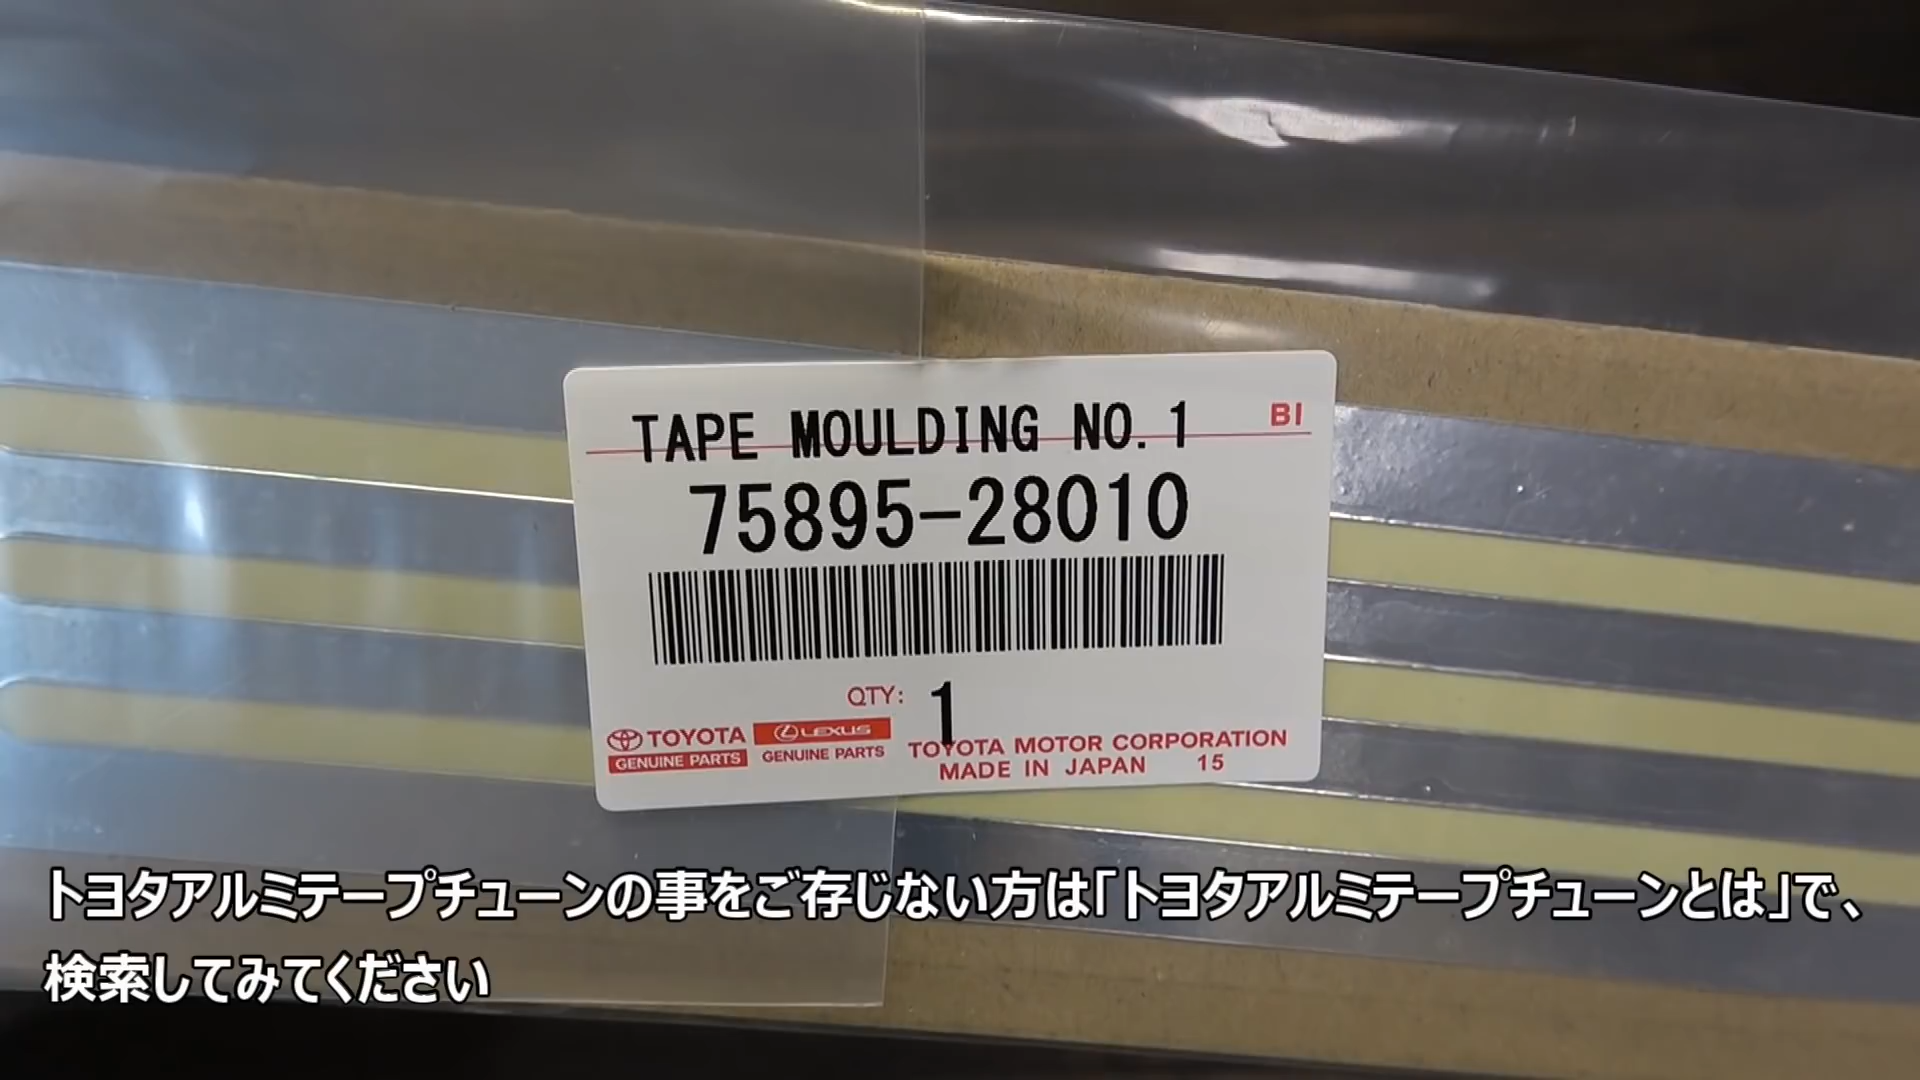 TAPE MOULDING NO.1
BI
75895-28010
QTY: 1
TOYOTA
GENUINE PARTS
LEXUS
GENUINE PARTS
TOYOTA MOTOR CORPORATION
MADE IN JAPAN 15
トヨタアルミテープチューンの事をご存じない方は「トヨタアルミテープチューンとは」で、
検索してみてください